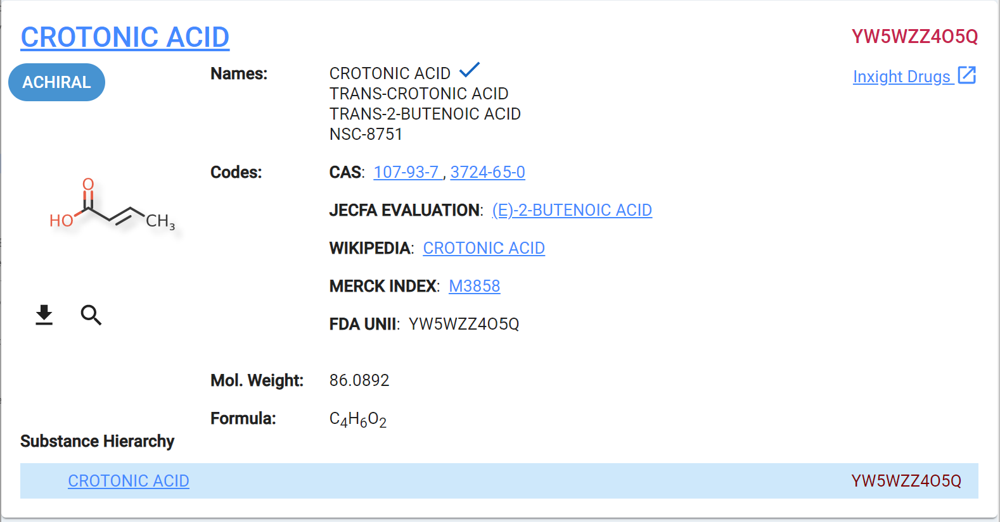 CROTONIC ACID
YW5WZZ4O5Q
ACHIRAL
Names:
CROTONIC ACID
TRANS-CROTONIC ACID
TRANS-2-BUTENOIC ACID
NSC-8751
Inxight Drugs
Codes:
CAS: 107-93-7 , 3724-65-0
JECFA EVALUATION: (E)-2-BUTENOIC ACID
WIKIPEDIA: CROTONIC ACID
MERCK INDEX: M3858
FDA UNII: YW5WZZ4O5Q
O
HO
CH₃
Mol. Weight: 86.0892
Formula: C₄H₆O₂
Substance Hierarchy
CROTONIC ACID YW5WZZ4O5Q